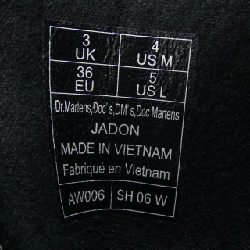 3 UK 4 US M
36 EU 5 US L
Dr.Martens,Doc's,DM's,Doc Martens
JADON
MADE IN VIETNAM
Fabriqué en Vietnam
AW006 SH 06 W